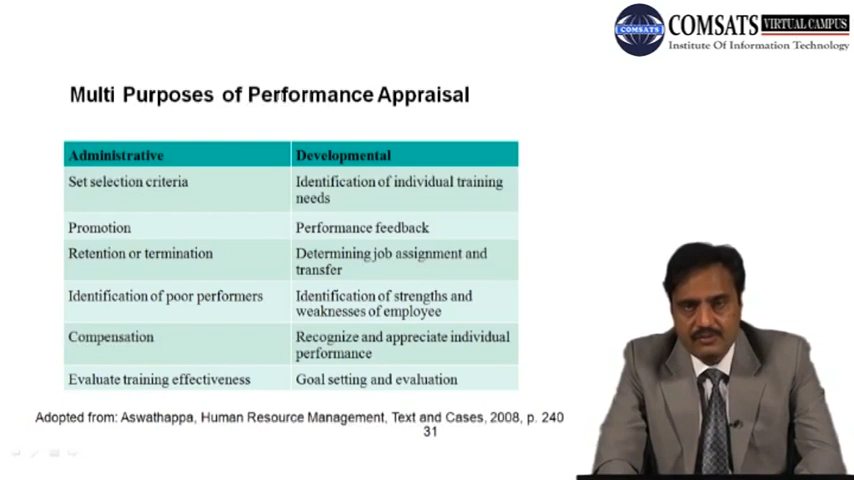 COMSATS VIRTUAL CAMPUS
COMSATS
Institute Of Information Technology
Multi Purposes of Performance Appraisal
Administrative Developmental
Set selection criteria Identification of individual training
needs
Promotion Performance feedback
Retention or termination Determining job assignment and
transfer
Identification of poor performers Identification of strengths and
weaknesses of employee
Compensation Recognize and appreciate individual
performance
Evaluate training effectiveness Goal setting and evaluation
Adopted from: Aswathappa, Human Resource Management, Text and Cases, 2008, p. 240
31